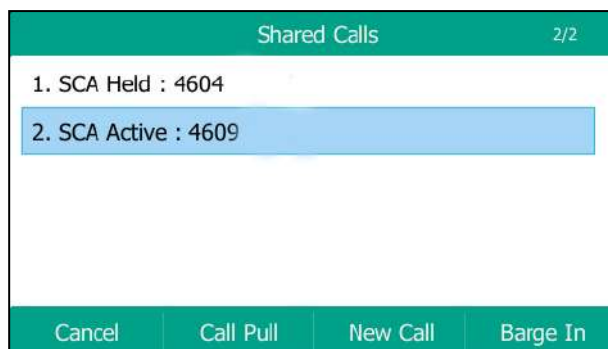 Shared Calls 2/2
1. SCA Held : 4604
2. SCA Active : 4609
Cancel Call Pull New Call Barge In